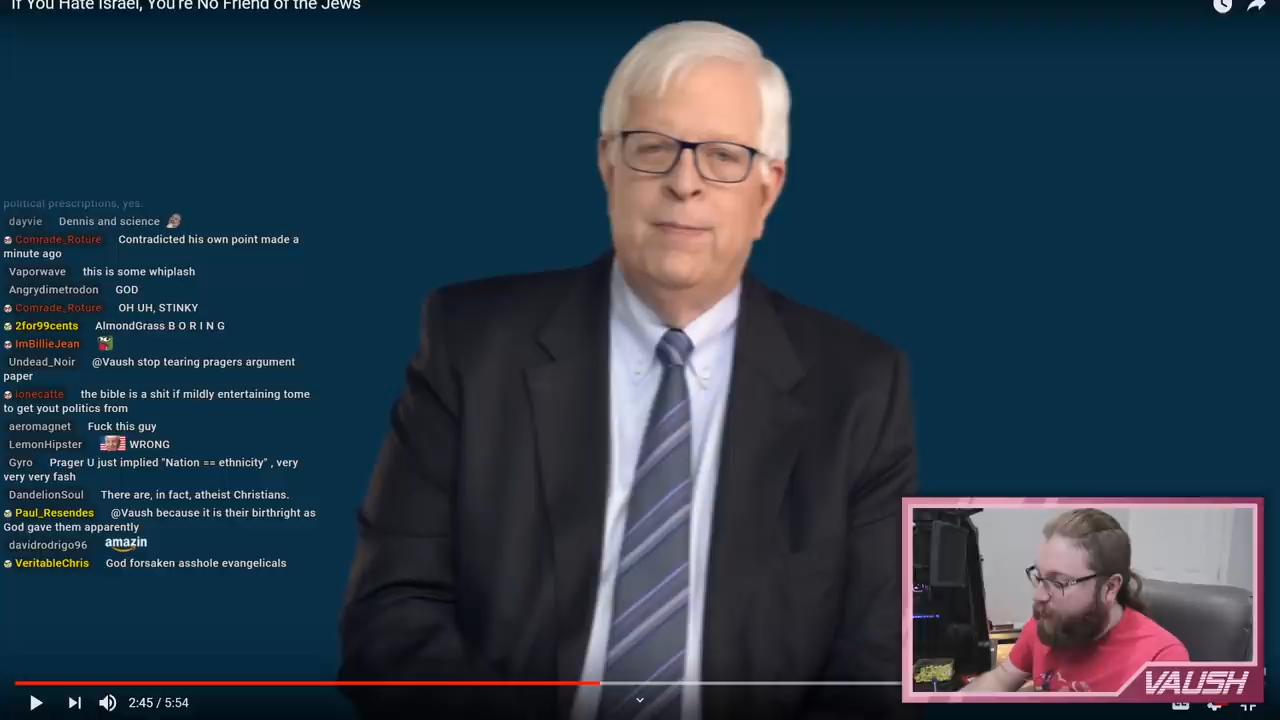 If You Hate Israel, You're No Friend of the Jews
political prescriptions, yes.
dayvie Dennis and science
Comrade_Roture Contradicted his own point made a
minute ago
Vaporwave this is some whiplash
Angrydimetrodon GOD
Comrade_Roture OH UH, STINKY
2for99cents AlmondGrass B O R I N G
ImBillieJean
Undead_Noir @Vaush stop tearing pragers argument
paper
lonecatte the bible is a shit if mildly entertaining tome
to get yout politics from
aeromagnet Fuck this guy
LemonHipster WRONG
Gyro Prager U just implied "Nation == ethnicity" , very
very very fash
DandelionSoul There are, in fact, atheist Christians.
Paul_Resendes @Vaush because it is their birthright as
God gave them apparently
davidrodrigo96 amazin
VeritableChris God forsaken asshole evangelicals
2:45 / 5:54
VAUSH